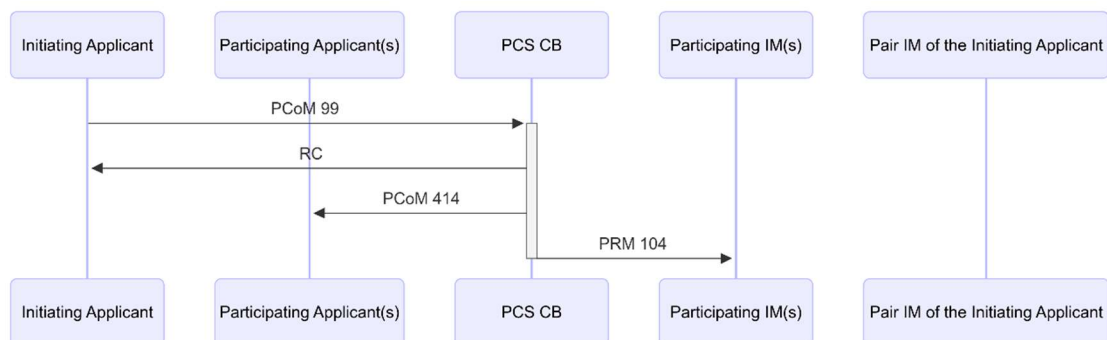 Initiating Applicant
Participating Applicant(s)
PCS CB
Participating IM(s)
Pair IM of the Initiating Applicant
PCoM 99
RC
PCoM 414
PRM 104
Initiating Applicant
Participating Applicant(s)
PCS CB
Participating IM(s)
Pair IM of the Initiating Applicant